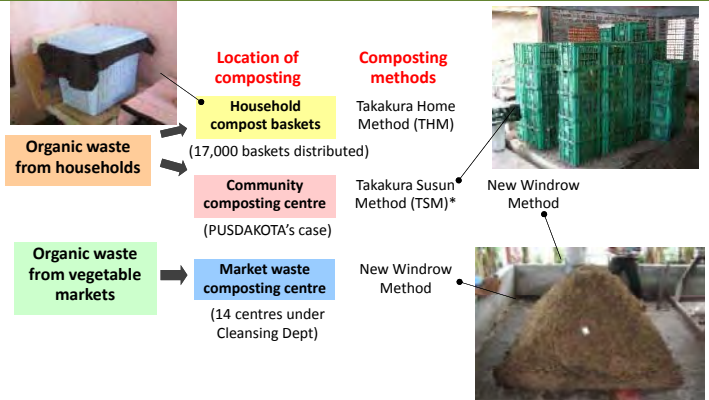 Location of
composting
Composting
methods
Household
compost baskets
Takakura Home
Method (THM)
(17,000 baskets distributed)
Organic waste
from households
Community
composting centre
Takakura Susun
Method (TSM)*
New Windrow
Method
(PUSDAKOTA's case)
Organic waste
from vegetable
markets
Market waste
composting centre
New Windrow
Method
(14 centres under
Cleansing Dept)